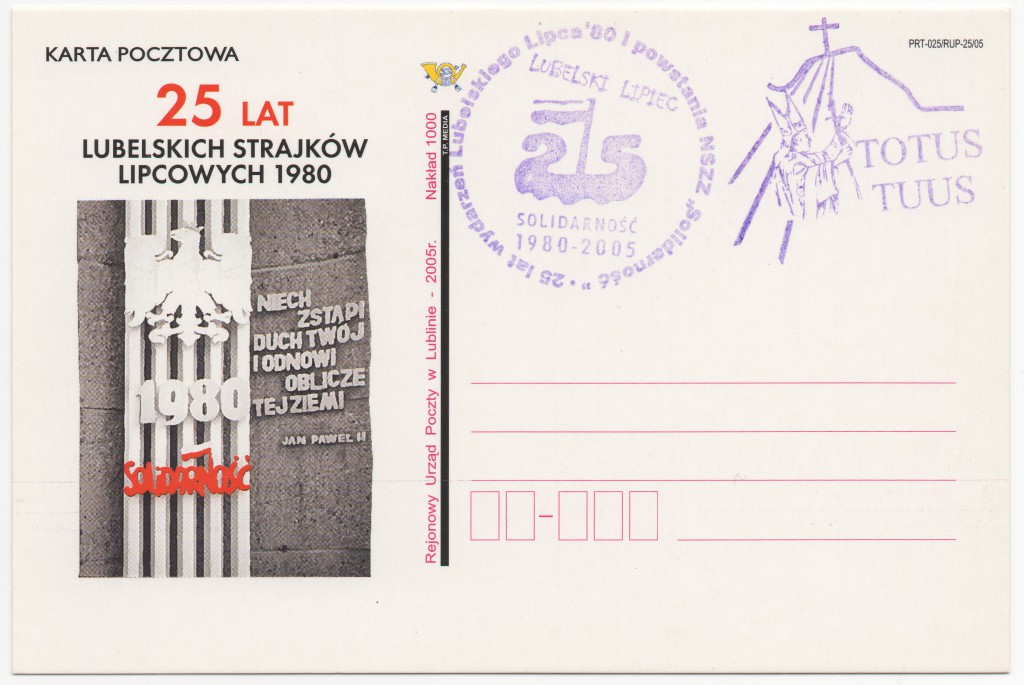 KARTA POCZTOWA
25 LAT
LUBELSKICH STRAJKÓW
LIPCOWYCH 1980
NIECH
ZSTĄPI
DUCH TWÓJ
I ODNOWI
OBLICZE
TEJ ZIEMI
JAN PAWEŁ II
1980
SOLIDARNOŚĆ
Rejonowy Urząd Poczty w Lublinie - 2005r. Nakład 1000
T.P. MEDIA
25 lat wydarzeń Lubelskiego Lipca'80 i powstania NSZZ „Solidarność”
LUBELSKI LIPIEC
25
SOLIDARNOŚĆ
1980-2005
TOTUS
TUUS
PRT-025/RUP-25/05